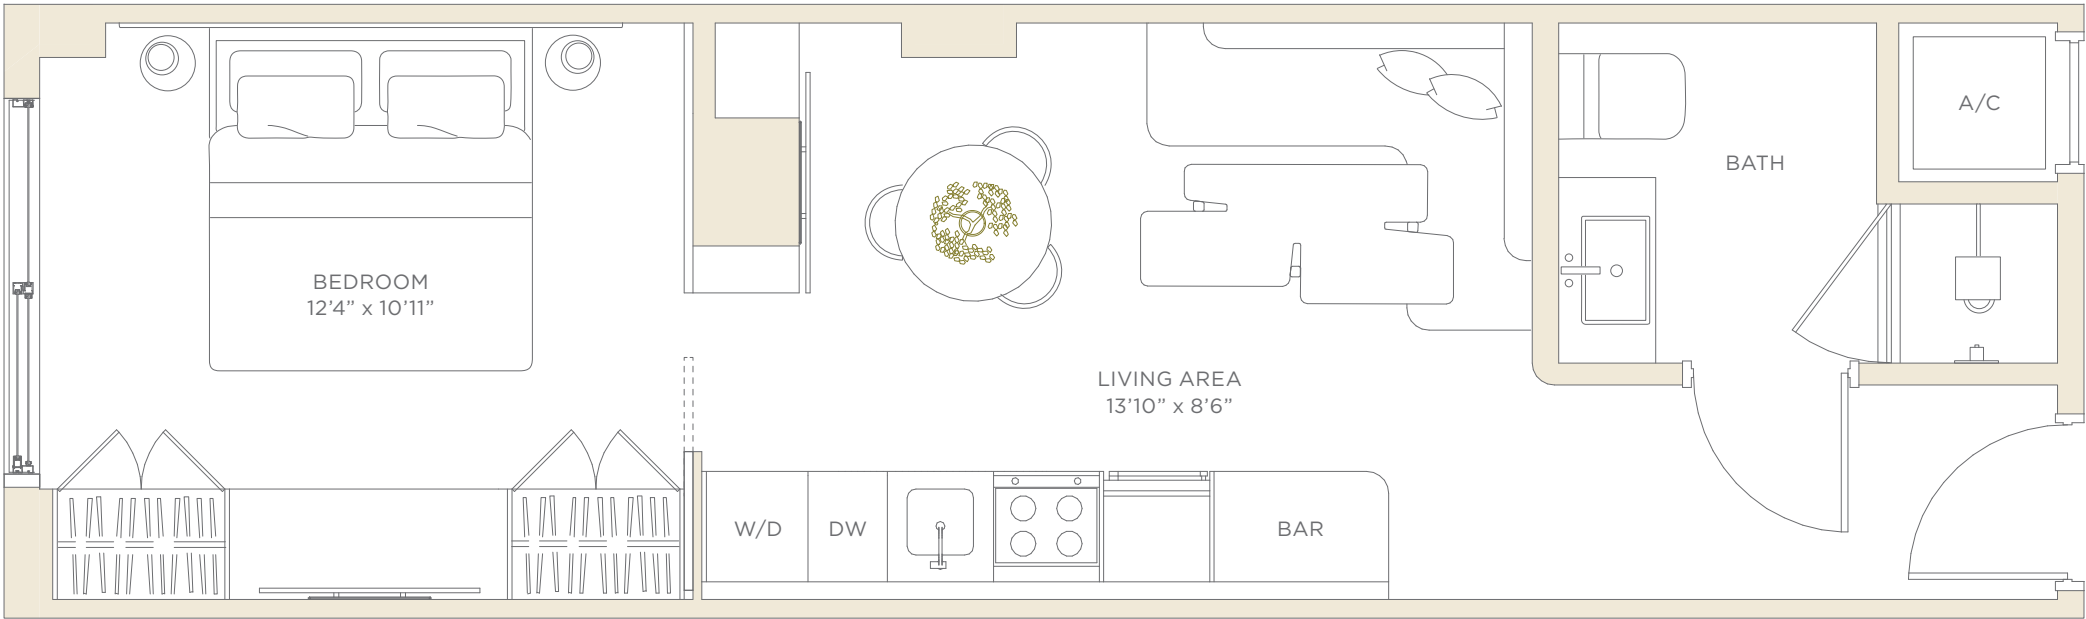 A/C
BATH
BEDROOM
12’4” x 10’11”
LIVING AREA
13’10” x 8’6”
W/D
DW
BAR